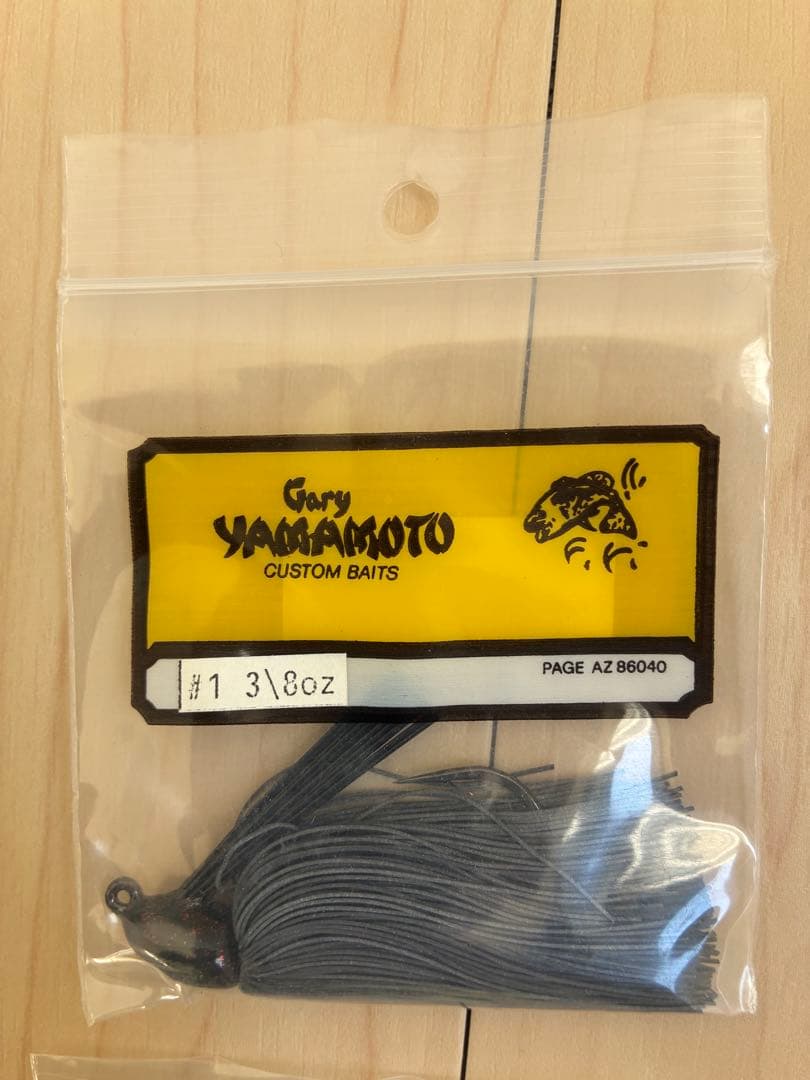 Gary
YAMAMOTO
CUSTOM BAITS
PAGE AZ 86040
#1 3\8oz